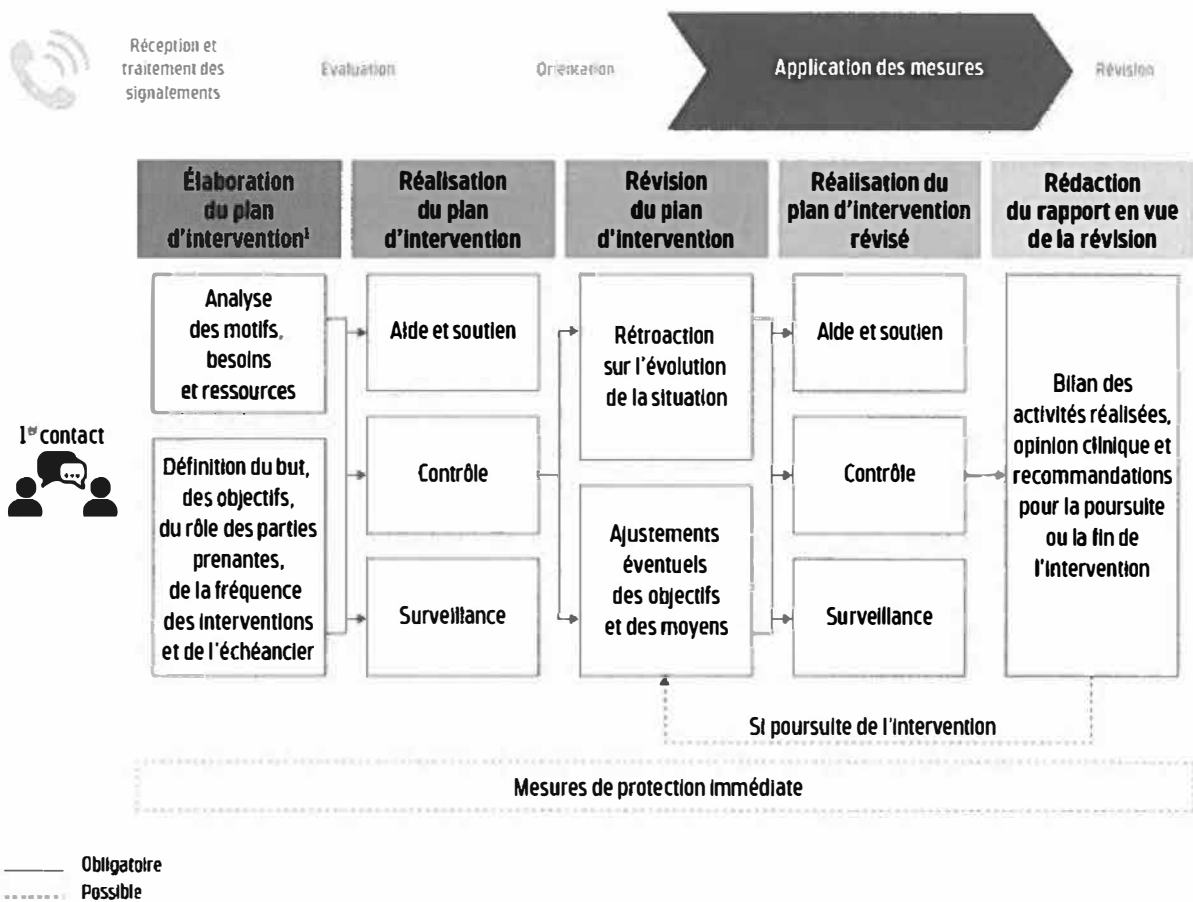 Réception et
traitement des
signalements
Evaluation
Orientation
Application des mesures
Révision
Élaboration
du plan
d'intervention¹
Réalisation
du plan
d'intervention
Révision
du plan
d'intervention
Réalisation du
plan d'intervention
révisé
Rédaction
du rapport en vue
de la révision
1er contact
Analyse
des motifs,
besoins
et ressources
Définition du but,
des objectifs,
du rôle des parties
prenantes,
de la fréquence
des interventions
et de l'échéancier
Aide et soutien
Contrôle
Surveillance
Rétroaction
sur l'évolution
de la situation
Ajustements
éventuels
des objectifs
et des moyens
Aide et soutien
Contrôle
Surveillance
Bilan des
activités réalisées,
opinion clinique et
recommandations
pour la poursuite
ou la fin de
l'intervention
Si poursuite de l'intervention
Mesures de protection immédiate
Obligatoire
Possible